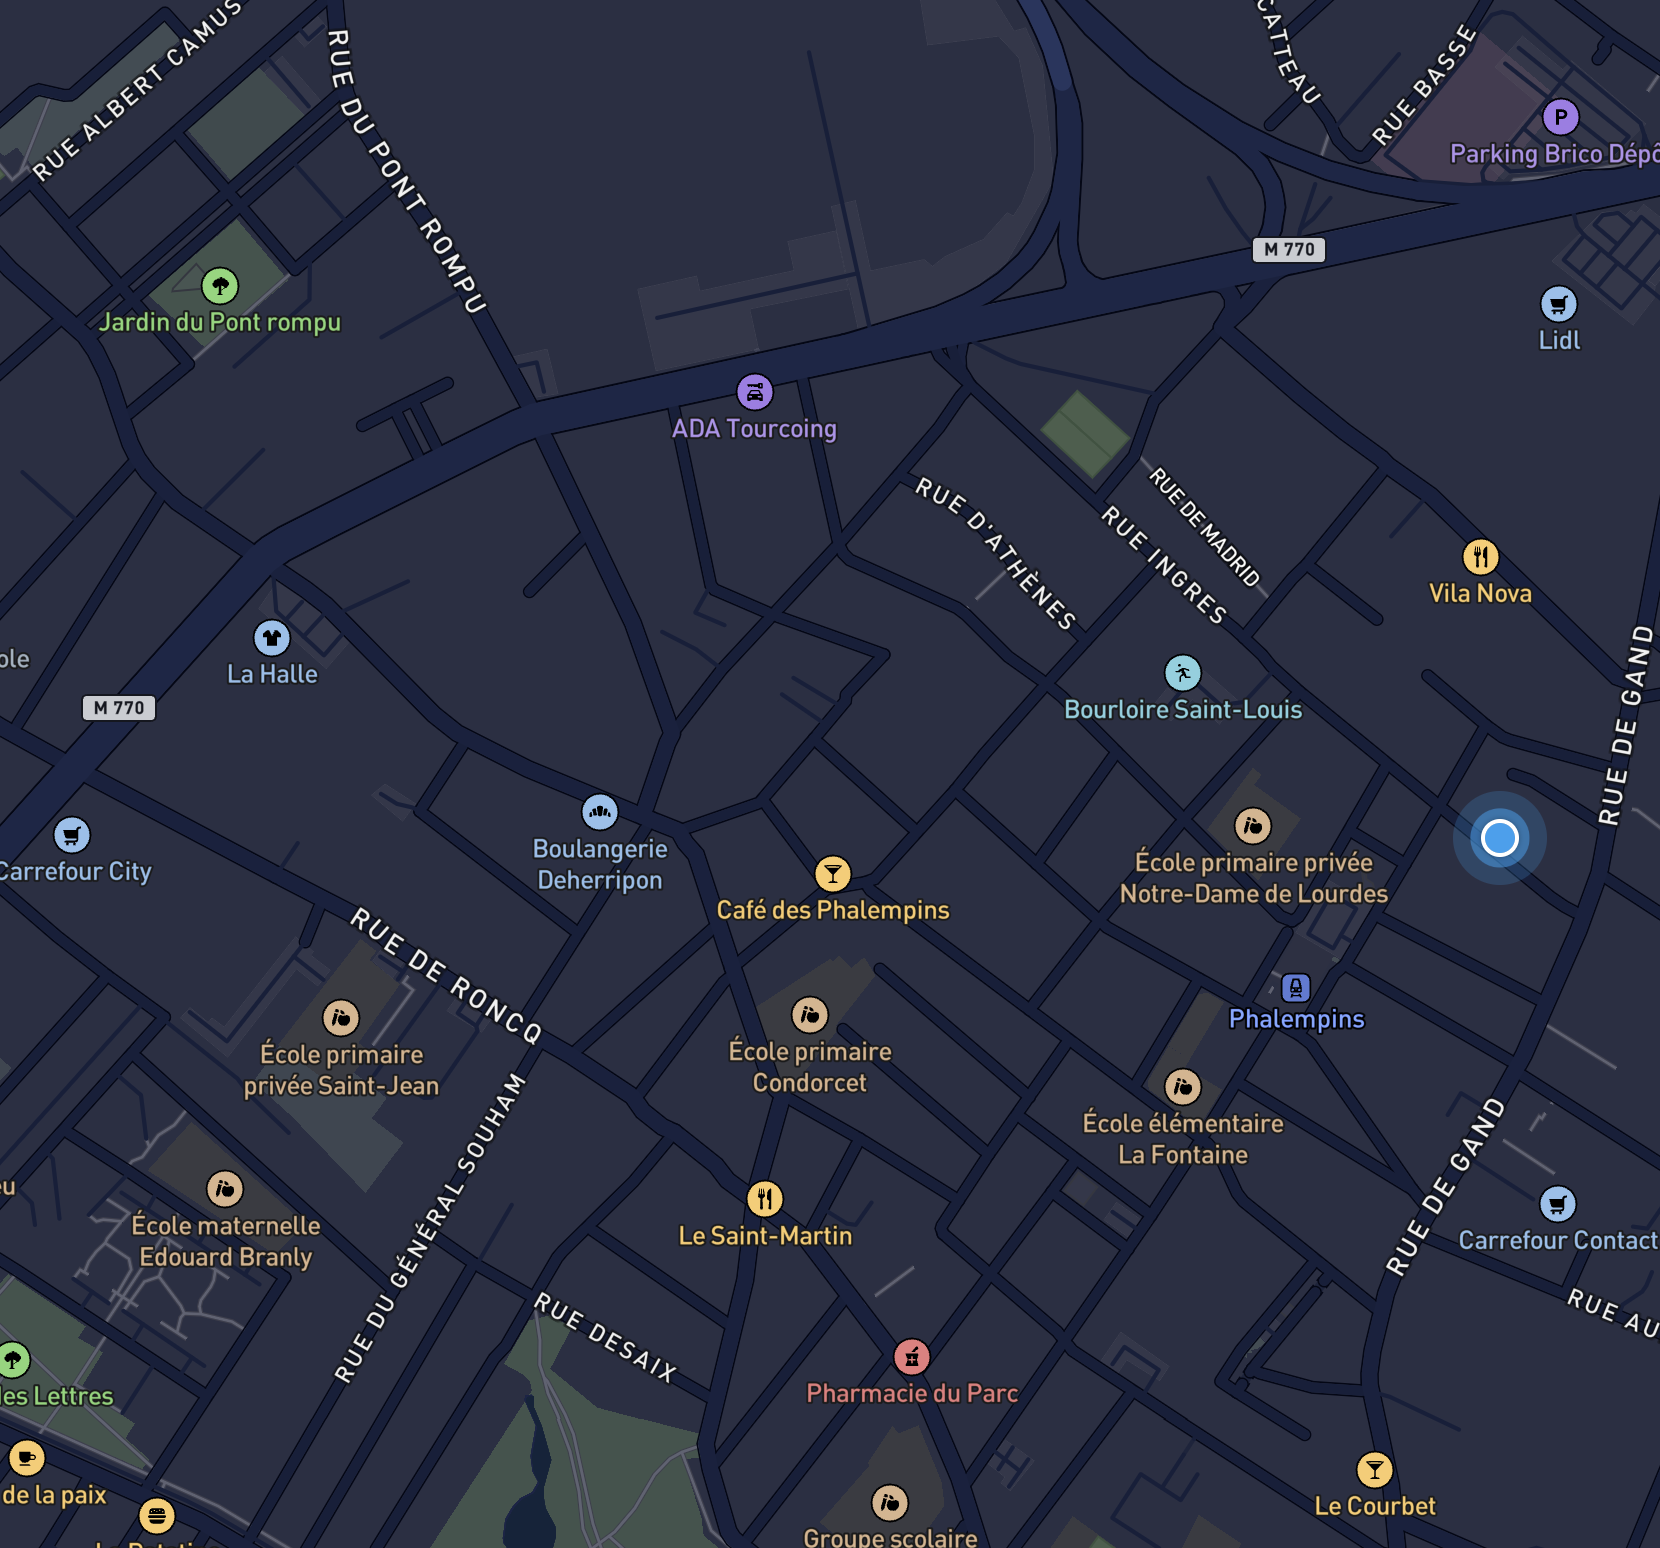 RUE ALBERT CAMUS
RUE DU PONT ROMPU
CATTEAU
RUE BASSE
P
Parking Brico Dépô
M 770
Jardin du Pont rompu
Lidl
ADA Tourcoing
RUE D'ATHÈNES
RUE DE MADRID
RUE INGRES
Vila Nova
ole
La Halle
M 770
RUE DE GAND
Bourloire Saint-Louis
Carrefour City
Boulangerie
Deherripon
École primaire privée
Notre-Dame de Lourdes
Café des Phalempins
RUE DE RONCQ
Phalempins
École primaire
privée Saint-Jean
École primaire
Condorcet
École élémentaire
La Fontaine
RUE DU GÉNÉRAL SOUHAM
RUE DE GAND
eu
École maternelle
Edouard Branly
Le Saint-Martin
Carrefour Contact
RUE DESAIX
RUE AU
les Lettres
Pharmacie du Parc
de la paix
Le Courbet
Groupe scolaire